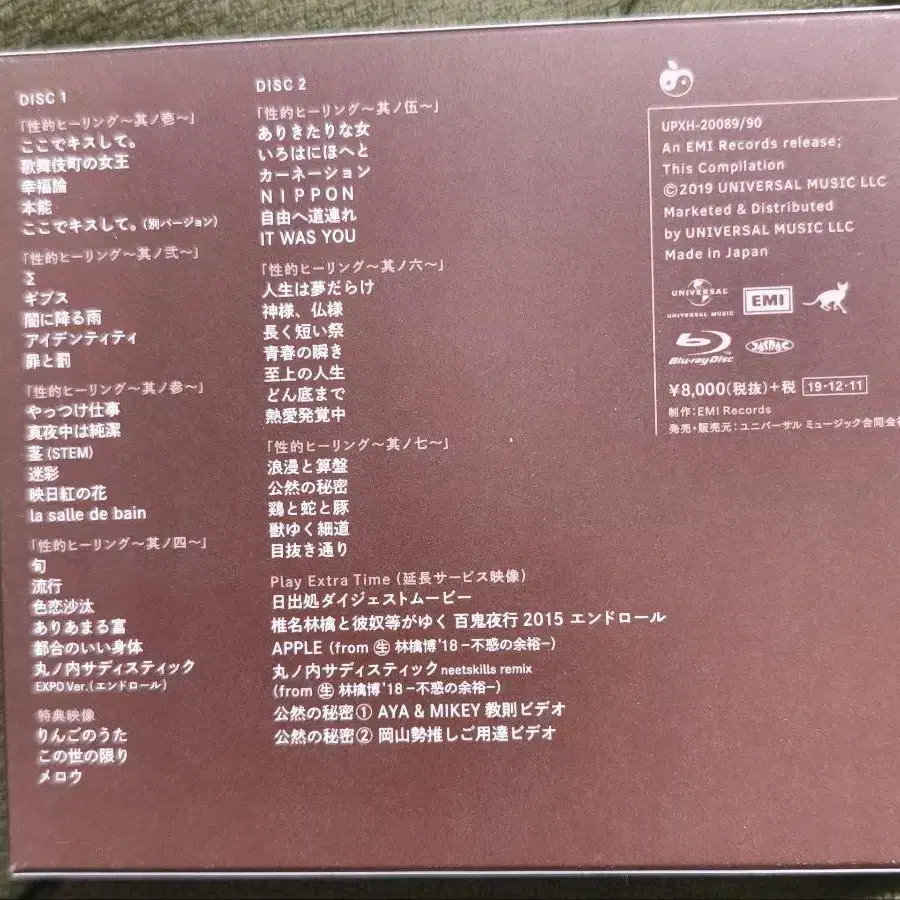 DISC 1
「性的ヒーリング〜其ノ壱〜」
ここでキスして。
歌舞伎町の女王
幸福論
本能
ここでキスして。(別バージョン)
「性的ヒーリング〜其ノ弐〜」
Σ
ギブス
闇に降る雨
アイデンティティ
罪と罰
「性的ヒーリング〜其ノ参〜」
やっつけ仕事
真夜中は純潔
茎(STEM)
迷彩
映日紅の花
la salle de bain
「性的ヒーリング〜其ノ四〜」
旬
流行
色恋沙汰
ありあまる富
都合のいい身体
丸ノ内サディスティック
EXPO Ver.(エンドロール)
特典映像
りんごのうた
この世の限り
メロウ
DISC 2
「性的ヒーリング〜其ノ伍〜」
ありきたりな女
いろはにほへと
カーネーション
NIPPON
自由へ道連れ
IT WAS YOU
「性的ヒーリング〜其ノ六〜」
人生は夢だらけ
神様、仏様
長く短い祭
青春の瞬き
至上の人生
どん底まで
熱愛発覚中
「性的ヒーリング〜其ノ七〜」
浪漫と算盤
公然の秘密
鶏と蛇と豚
獣ゆく細道
目抜き通り
Play Extra Time (延長サービス映像)
日出処ダイジェストムービー
椎名林檎と彼奴等がゆく 百鬼夜行 2015 エンドロール
APPLE (from ㊤ 林檎博'18 −不惑の余裕−)
丸ノ内サディスティック neetskills remix
(from 生 林檎博'18 −不惑の余裕−)
公然の秘密① AYA & MIKEY 教則ビデオ
公然の秘密② 岡山勢推しご用達ビデオ
UPXH-20089/90
An EMI Records release;
This Compilation
©2019 UNIVERSAL MUSIC LLC
Marketed & Distributed
by UNIVERSAL MUSIC LLC
Made in Japan
UNIVERSAL
UNIVERSAL MUSIC
EMI
Blu-ray Disc
JASRAC
¥8,000(税抜)+税 19・12・11
制作:EMI Records
発売・販売元:ユニバーサル ミュージック合同会社